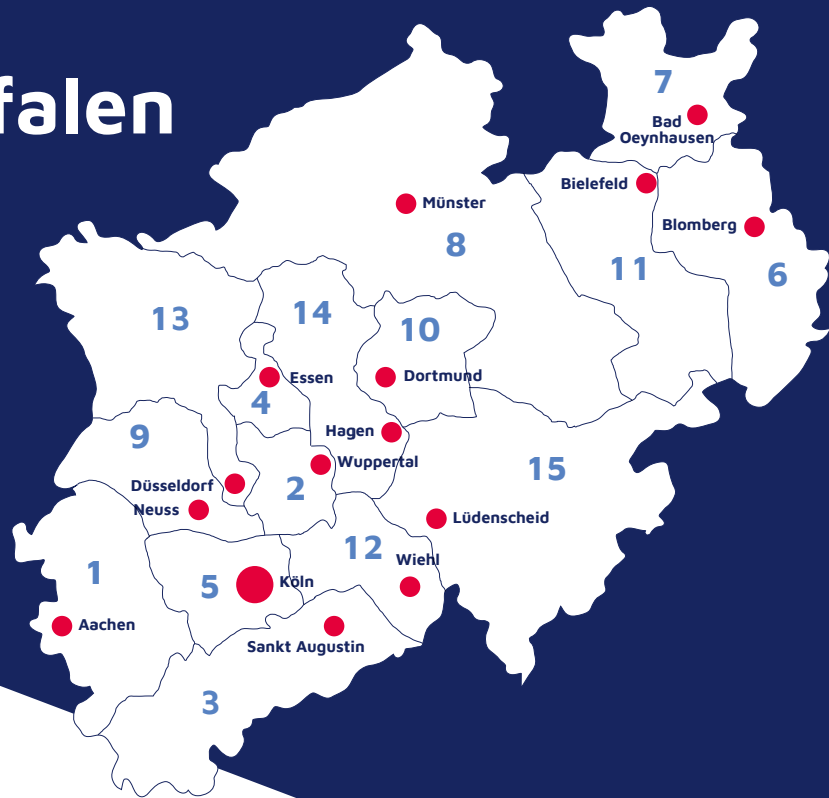 falen
7
Bad
Oeynhausen
Bielefeld
Münster
Blomberg
8
11
6
13
14
10
Essen
Dortmund
4
9
Hagen
Wuppertal
15
Düsseldorf
2
Neuss
Lüdenscheid
12
Wiehl
1
5
Köln
Aachen
Sankt Augustin
3